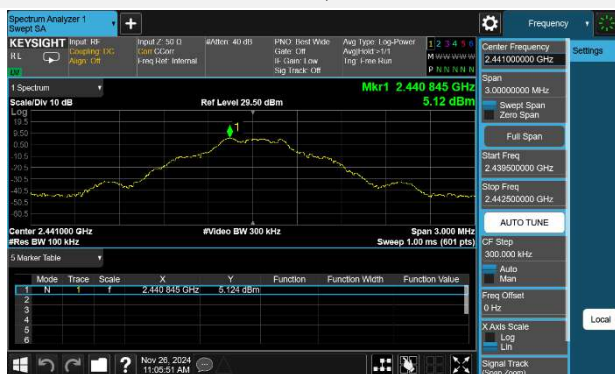 Spectrum Analyzer 1
Swept SA
+
Frequency
KEYSIGHT Input: RF
RL Coupling: DC
Align: Off
Input Z: 50 Ω
Corr CCorr
Freq Ref: Internal
#Atten: 40 dB
PNO: Best Wide
Gate: Off
IF Gain: Low
Sig Track: Off
Avg Type: Log-Power
Avg|Hold:>1/1
Trig: Free Run
1 2 3 4 5 6
M W W W W W
P N N N N N
1 Spectrum
Scale/Div 10 dB
Ref Level 29.50 dBm
Mkr1 2.440 845 GHz
5.12 dBm
Log
19.5
9.50
0.50
-10.5
-20.5
-30.5
-40.5
-50.5
-60.5
1
Center 2.441000 GHz
#Video BW 300 kHz
Span 3.000 MHz
#Res BW 100 kHz
Sweep 1.00 ms (601 pts)
5 Marker Table
Mode Trace Scale X Y Function Function Width Function Value
1 N 1 f 2.440 845 GHz 5.124 dBm
2
3
4
5
6
Nov 26, 2024
11:05:51 AM
Center Frequency
2.441000000 GHz
Settings
Span
3.00000000 MHz
Swept Span
Zero Span
Full Span
Start Freq
2.439500000 GHz
Stop Freq
2.442500000 GHz
AUTO TUNE
CF Step
300.000 kHz
Auto
Man
Freq Offset
0 Hz
X Axis Scale
Log
Lin
Local
Signal Track
(Span Zoom)